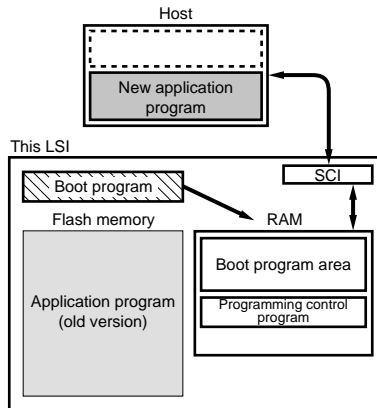 Host
New application
program
This LSI
SCI
Boot program
Flash memory
RAM
Boot program area
Application program
(old version)
Programming control
program